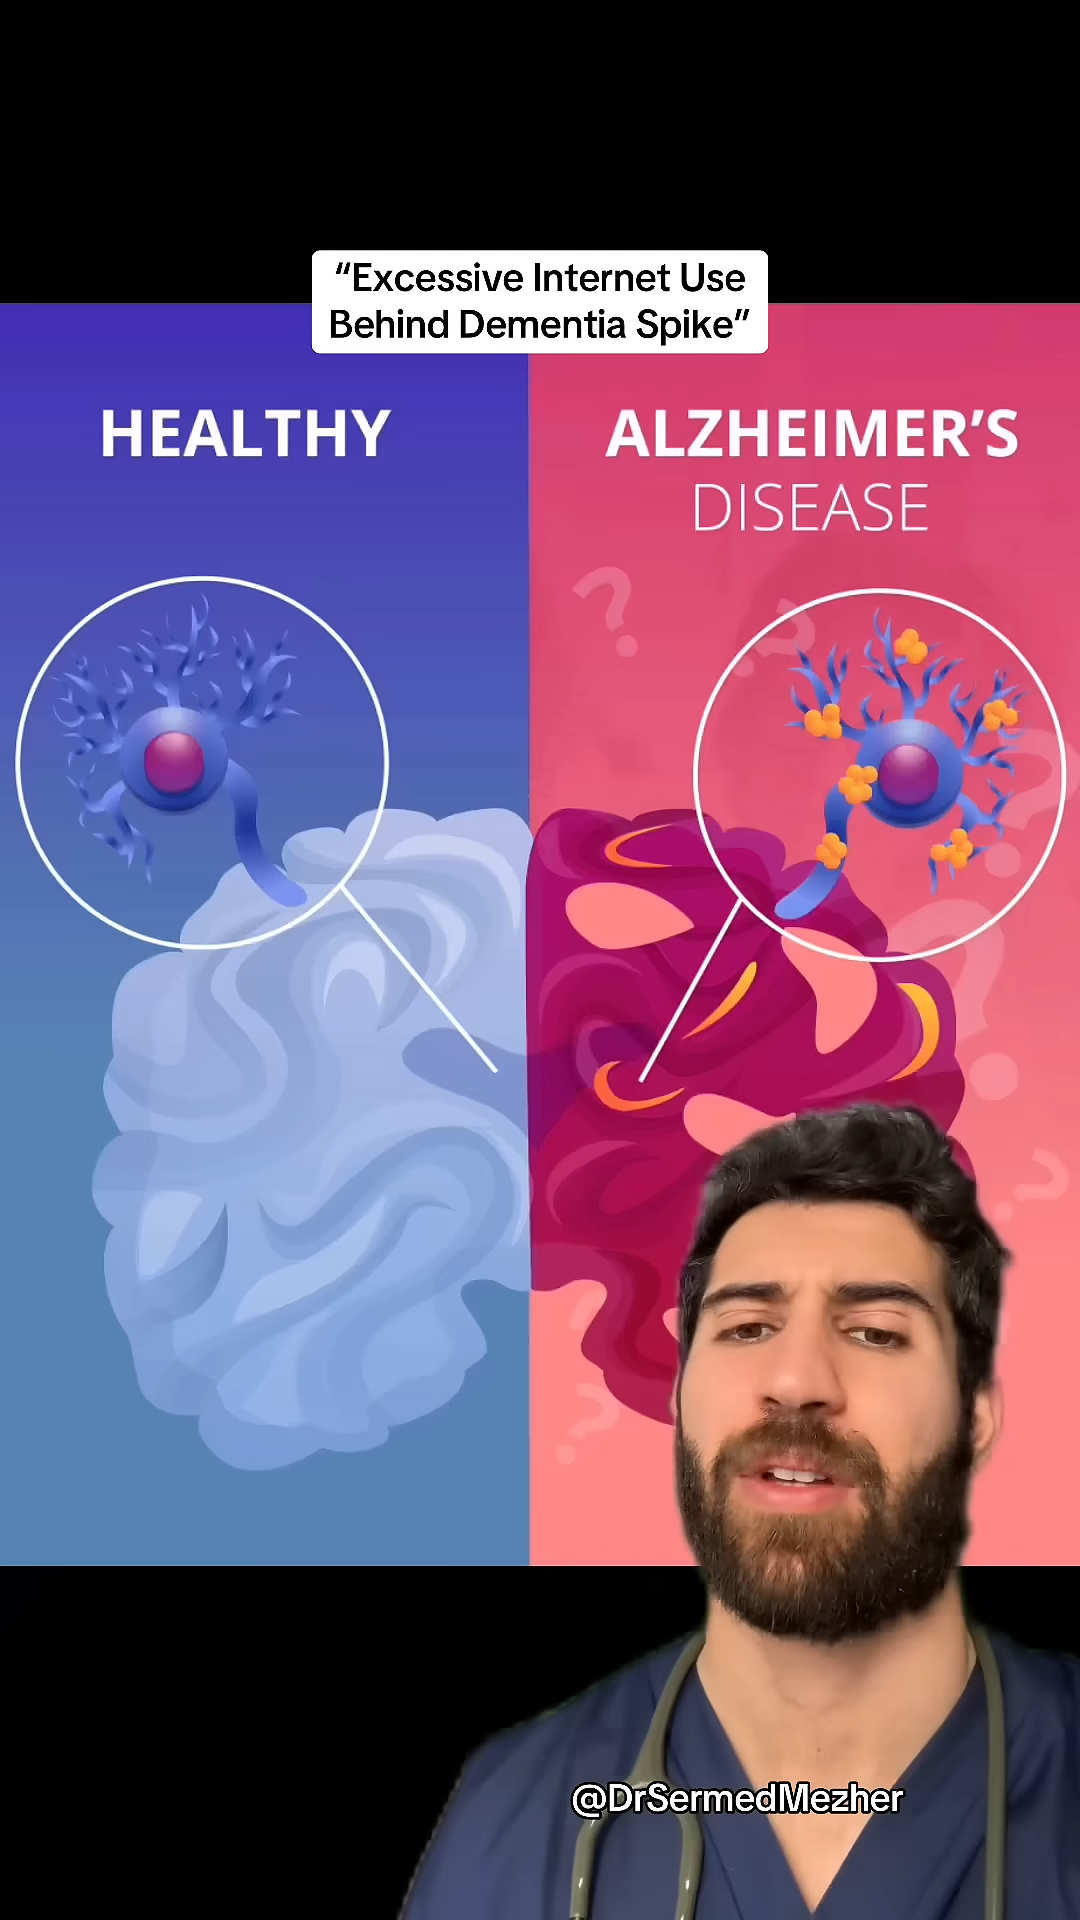 “Excessive Internet Use
Behind Dementia Spike”
HEALTHY
ALZHEIMER’S
DISEASE
@DrSermedMezher